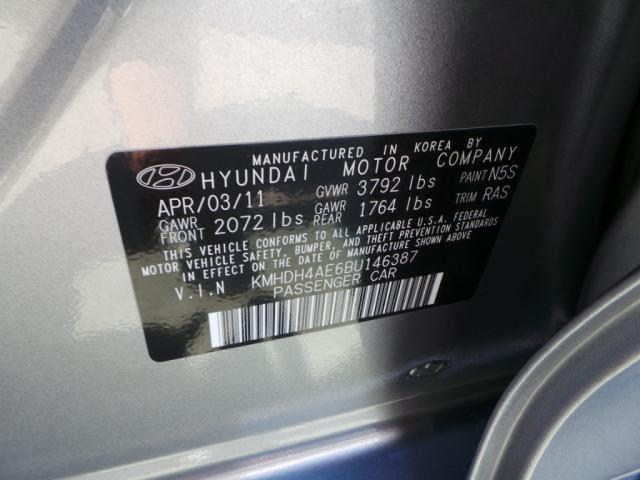 MANUFACTURED IN KOREA BY
HYUNDAI MOTOR COMPANY
APR/03/11 GVWR 3792 lbs PAINT N5S
GAWR FRONT 2072 lbs GAWR REAR 1764 lbs TRIM RAS
THIS VEHICLE CONFORMS TO ALL APPLICABLE U.S.A. FEDERAL
MOTOR VEHICLE SAFETY, BUMPER, AND THEFT PREVENTION STANDARDS
IN EFFECT ON THE DATE OF MANUFACTURE SHOWN ABOVE.
V.I.N KMHDH4AE6BU146387
PASSENGER CAR